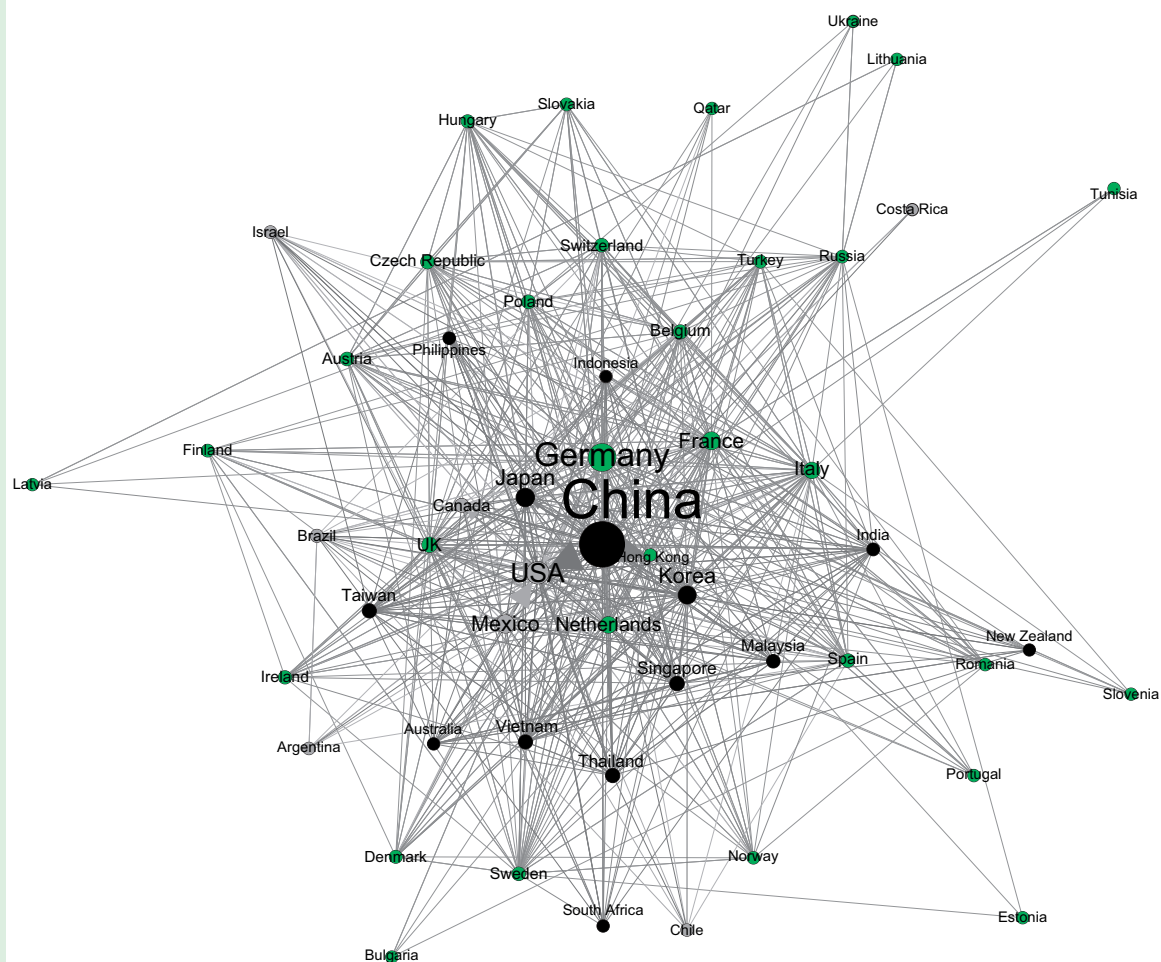 Ukraine
Lithuania
Slovakia
Qatar
Hungary
Tunisia
Costa Rica
Israel
Switzerland
Czech Republic
Turkey
Russia
Poland
Belgium
Philippines
Austria
Indonesia
France
Finland
Germany
Italy
Japan
Latvia
China
Canada
Brazil
India
UK
Hong Kong
USA
Korea
Taiwan
Mexico
Netherlands
New Zealand
Malaysia
Spain
Romania
Singapore
Ireland
Slovenia
Vietnam
Australia
Argentina
Thailand
Portugal
Denmark
Norway
Sweden
South Africa
Estonia
Chile
Bulgaria